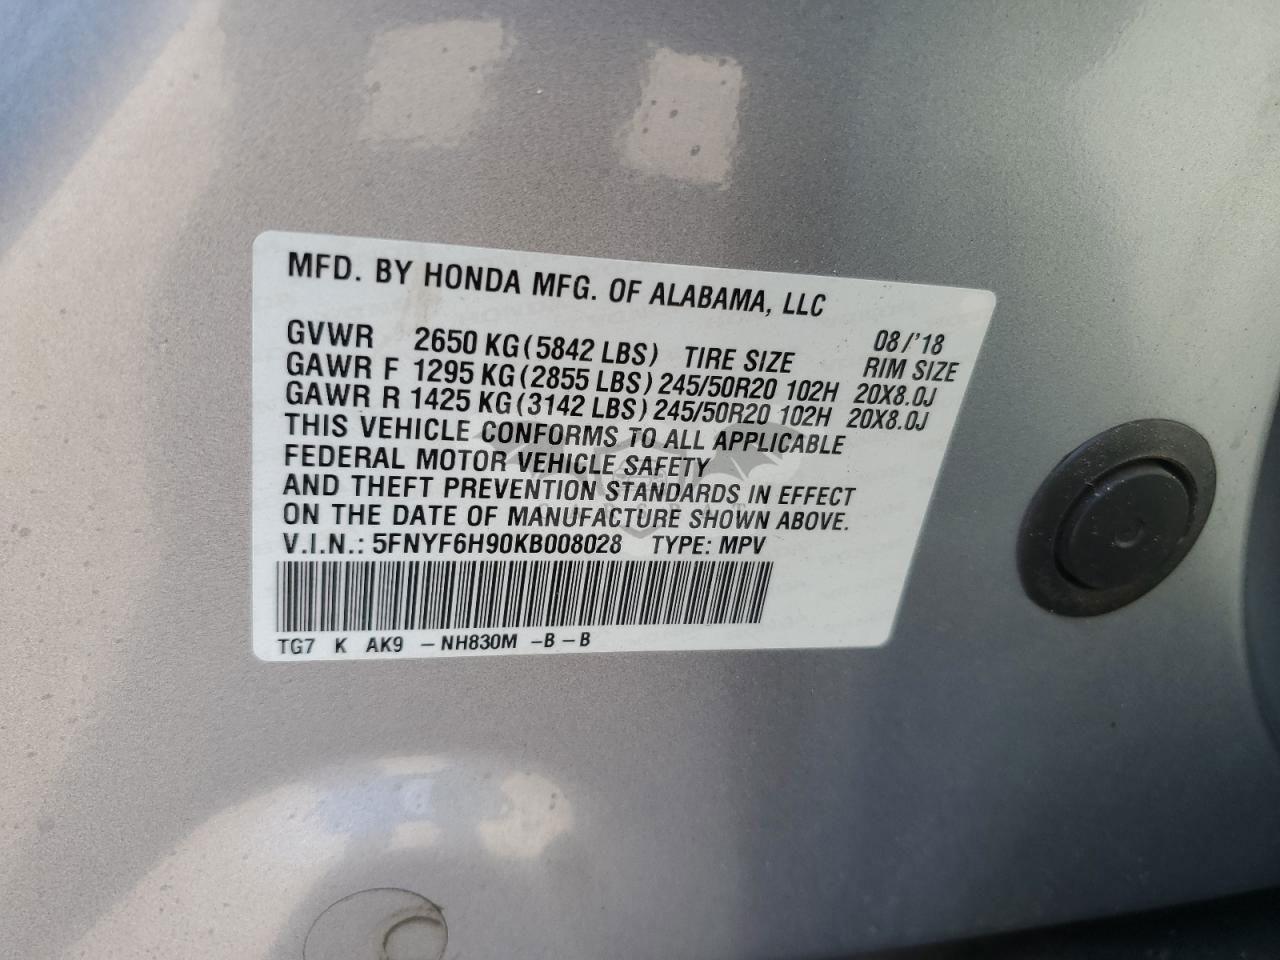 MFD. BY HONDA MFG. OF ALABAMA, LLC
08/'18
GVWR 2650 KG(5842 LBS) TIRE SIZE RIM SIZE
GAWR F 1295 KG(2855 LBS) 245/50R20 102H 20X8.0J
GAWR R 1425 KG(3142 LBS) 245/50R20 102H 20X8.0J
THIS VEHICLE CONFORMS TO ALL APPLICABLE
FEDERAL MOTOR VEHICLE SAFETY
AND THEFT PREVENTION STANDARDS IN EFFECT
ON THE DATE OF MANUFACTURE SHOWN ABOVE.
V.I.N.: 5FNYF6H90KB008028 TYPE: MPV
TG7 K AK9 -NH830M -B-B